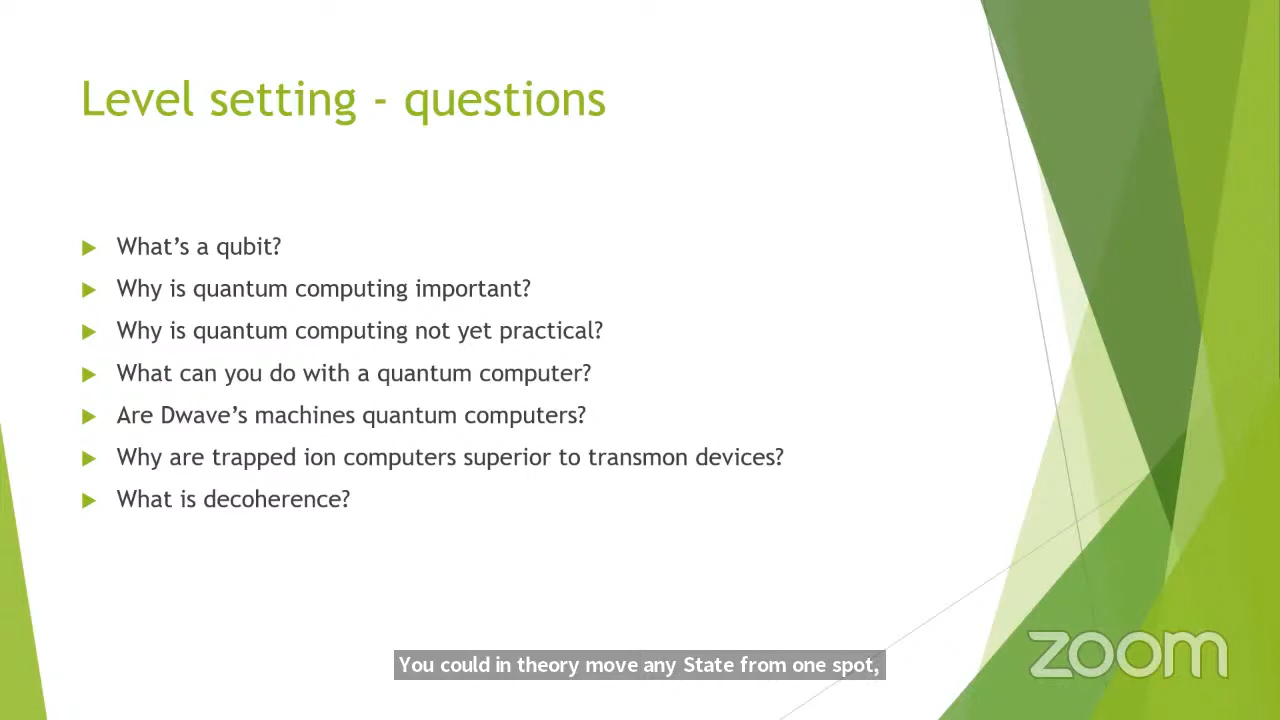 Level setting - questions
What's a qubit?
Why is quantum computing important?
Why is quantum computing not yet practical?
What can you do with a quantum computer?
Are Dwave's machines quantum computers?
Why are trapped ion computers superior to transmon devices?
What is decoherence?
You could in theory move any State from one spot,
zoom